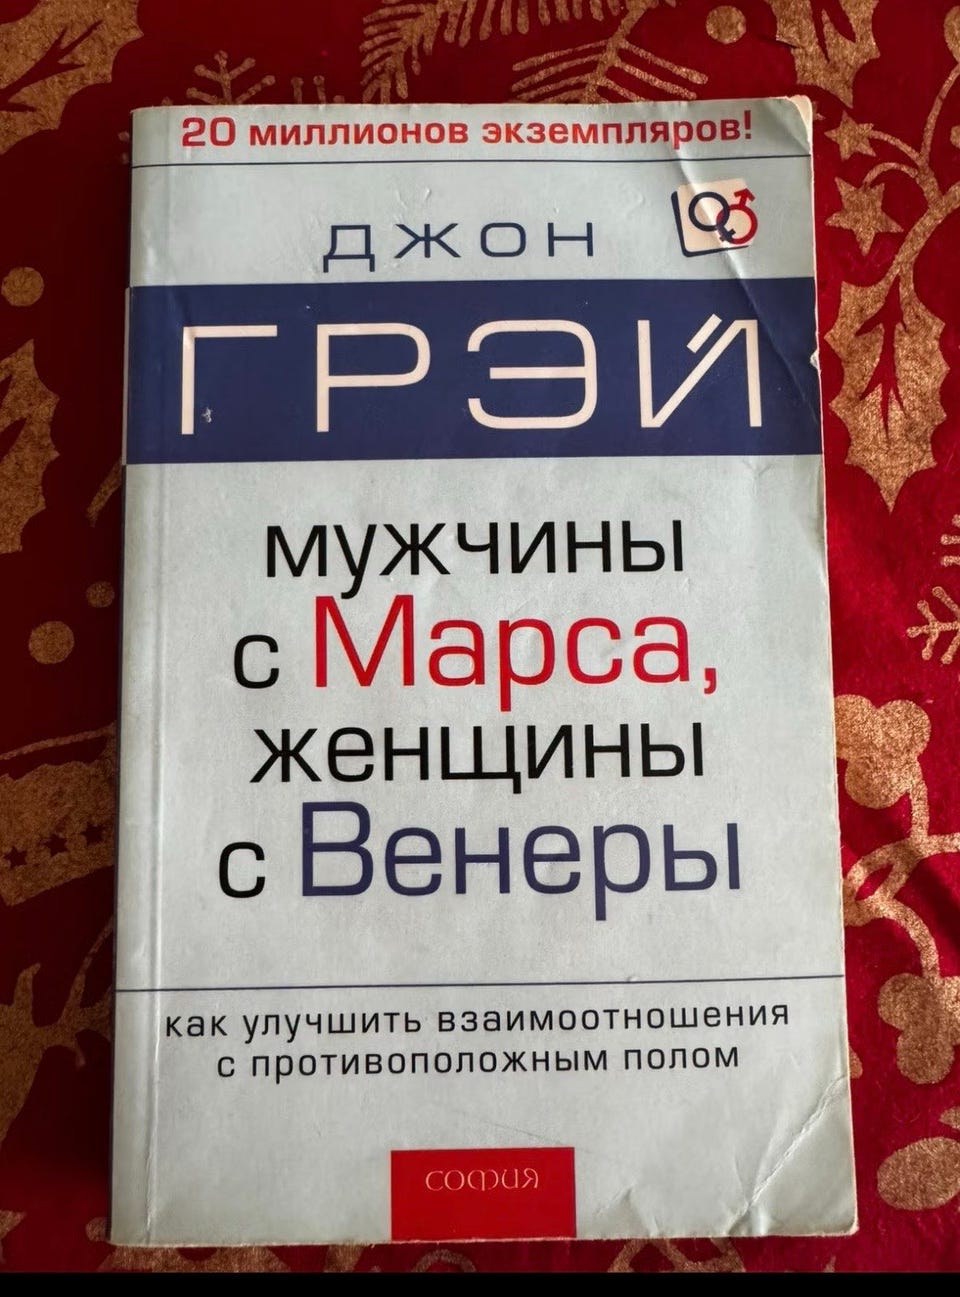 20 миллионов экземпляров!
ДЖОН
ГРЭЙ
мужчины
с Марса,
женщины
с Венеры
как улучшить взаимоотношения
с противоположным полом
софия